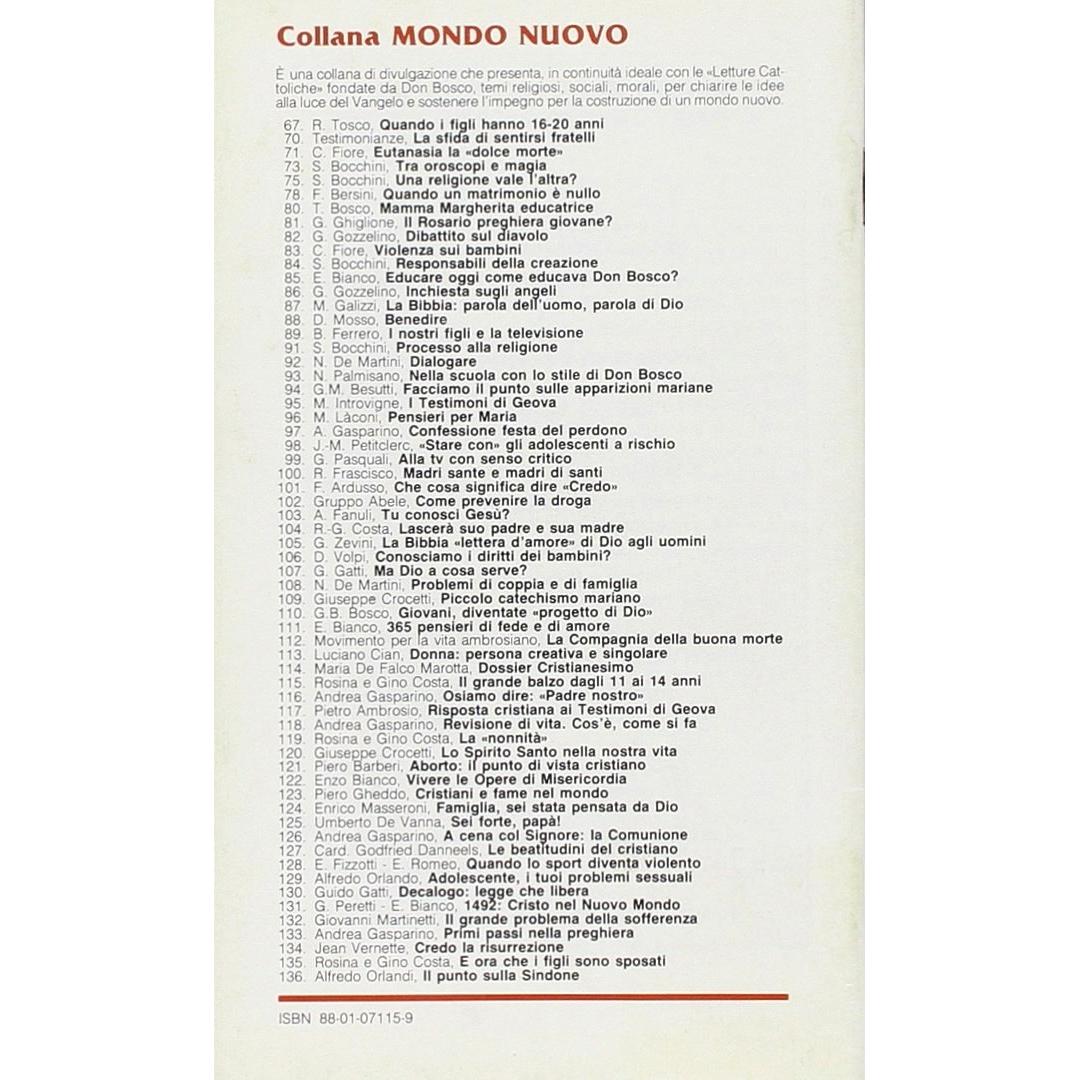 Collana MONDO NUOVO
È una collana di divulgazione che presenta, in continuità ideale con le «Letture Cat-
toliche» fondate da Don Bosco, temi religiosi, sociali, morali, per chiarire le idee
alla luce del Vangelo e sostenere l'impegno per la costruzione di un mondo nuovo.
67. R. Tosco, Quando i figli hanno 16-20 anni
70. Testimonianze, La sfida di sentirsi fratelli
71. C. Fiore, Eutanasia la «dolce morte»
73. S. Bocchini, Tra oroscopi e magia
75. S. Bocchini, Una religione vale l'altra?
78. F. Bersini, Quando un matrimonio è nullo
80. T. Bosco, Mamma Margherita educatrice
81. G. Ghiglione, Il Rosario preghiera giovane?
82. G. Gozzelino, Dibattito sul diavolo
83. C. Fiore, Violenza sui bambini
84. S. Bocchini, Responsabili della creazione
85. E. Bianco, Educare oggi come educava Don Bosco?
86. G. Gozzelino, Inchiesta sugli angeli
87. M. Galizzi, La Bibbia: parola dell'uomo, parola di Dio
88. D. Mosso, Benedire
89. B. Ferrero, I nostri figli e la televisione
91. S. Bocchini, Processo alla religione
92. N. De Martini, Dialogare
93. N. Palmisano, Nella scuola con lo stile di Don Bosco
94. G.M. Besutti, Facciamo il punto sulle apparizioni mariane
95. M. Introvigne, I Testimoni di Geova
96. M. Làconi, Pensieri per Maria
97. A. Gasparino, Confessione festa del perdono
98. J.-M. Petitclerc, «Stare con» gli adolescenti a rischio
99. G. Pasquali, Alla tv con senso critico
100. R. Frascisco, Madri sante e madri di santi
101. F. Ardusso, Che cosa significa dire «Credo»
102. Gruppo Abele, Come prevenire la droga
103. A. Fanuli, Tu conosci Gesù?
104. R.-G. Costa, Lascerà suo padre e sua madre
105. G. Zevini, La Bibbia «lettera d'amore» di Dio agli uomini
106. D. Volpi, Conosciamo i diritti dei bambini?
107. G. Gatti, Ma Dio a cosa serve?
108. N. De Martini, Problemi di coppia e di famiglia
109. Giuseppe Crocetti, Piccolo catechismo mariano
110. G.B. Bosco, Giovani, diventate «progetto di Dio»
111. E. Bianco, 365 pensieri di fede e di amore
112. Movimento per la vita ambrosiano, La Compagnia della buona morte
113. Luciano Cian, Donna: persona creativa e singolare
114. Maria De Falco Marotta, Dossier Cristianesimo
115. Rosina e Gino Costa, Il grande balzo dagli 11 ai 14 anni
116. Andrea Gasparino, Osiamo dire: «Padre nostro»
117. Pietro Ambrosio, Risposta cristiana ai Testimoni di Geova
118. Andrea Gasparino, Revisione di vita. Cos'è, come si fa
119. Rosina e Gino Costa, La «nonnità»
120. Giuseppe Crocetti, Lo Spirito Santo nella nostra vita
121. Piero Barberi, Aborto: il punto di vista cristiano
122. Enzo Bianco, Vivere le Opere di Misericordia
123. Piero Gheddo, Cristiani e fame nel mondo
124. Enrico Masseroni, Famiglia, sei stata pensata da Dio
125. Umberto De Vanna, Sei forte, papà!
126. Andrea Gasparino, A cena col Signore: la Comunione
127. Card. Godfried Danneels, Le beatitudini del cristiano
128. E. Fizzotti - E. Romeo, Quando lo sport diventa violento
129. Alfredo Orlando, Adolescente, i tuoi problemi sessuali
130. Guido Gatti, Decalogo: legge che libera
131. G. Peretti - E. Bianco, 1492: Cristo nel Nuovo Mondo
132. Giovanni Martinetti, Il grande problema della sofferenza
133. Andrea Gasparino, Primi passi nella preghiera
134. Jean Vernette, Credo la risurrezione
135. Rosina e Gino Costa, E ora che i figli sono sposati
136. Alfredo Orlandi, Il punto sulla Sindone
ISBN 88-01-07115-9